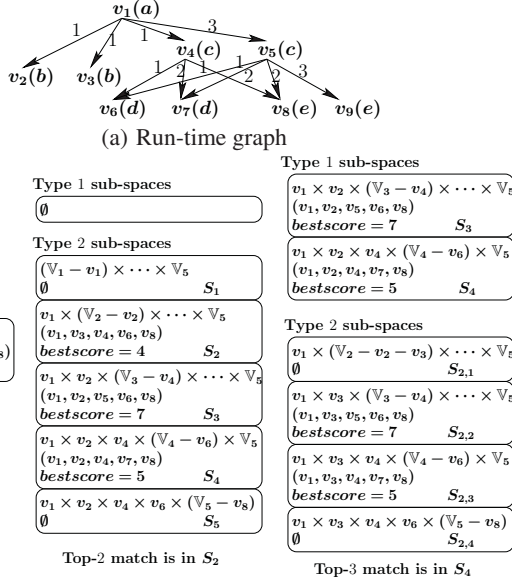 v₁(a)
1 1 1 3
v₂(b) v₃(b) v₄(c) v₅(c)
1 2 1 1 2 2 3
v₆(d) v₇(d) v₈(e) v₉(e)
(a) Run-time graph
Type 1 sub-spaces
∅
Type 2 sub-spaces
(𝕍₁ − v₁) × ⋯ × 𝕍₅
∅ S₁
v₁ × (𝕍₂ − v₂) × ⋯ × 𝕍₅
(v₁, v₃, v₄, v₆, v₈)
bestscore = 4 S₂
v₁ × v₂ × (𝕍₃ − v₄) × ⋯ × 𝕍₅
(v₁, v₂, v₅, v₆, v₈)
bestscore = 7 S₃
v₁ × v₂ × v₄ × (𝕍₄ − v₆) × 𝕍₅
(v₁, v₂, v₄, v₇, v₈)
bestscore = 5 S₄
v₁ × v₂ × v₄ × v₆ × (𝕍₅ − v₈)
∅ S₅
Top-2 match is in S₂
₈)
Type 1 sub-spaces
v₁ × v₂ × (𝕍₃ − v₄) × ⋯ × 𝕍₅
(v₁, v₂, v₅, v₆, v₈)
bestscore = 7 S₃
v₁ × v₂ × v₄ × (𝕍₄ − v₆) × 𝕍₅
(v₁, v₂, v₄, v₇, v₈)
bestscore = 5 S₄
Type 2 sub-spaces
v₁ × (𝕍₂ − v₂ − v₃) × ⋯ × 𝕍₅
∅ S₂,₁
v₁ × v₃ × (𝕍₃ − v₄) × ⋯ × 𝕍₅
(v₁, v₃, v₅, v₆, v₈)
bestscore = 7 S₂,₂
v₁ × v₃ × v₄ × (𝕍₄ − v₆) × 𝕍₅
(v₁, v₃, v₄, v₇, v₈)
bestscore = 5 S₂,₃
v₁ × v₃ × v₄ × v₆ × (𝕍₅ − v₈)
∅ S₂,₄
Top-3 match is in S₄